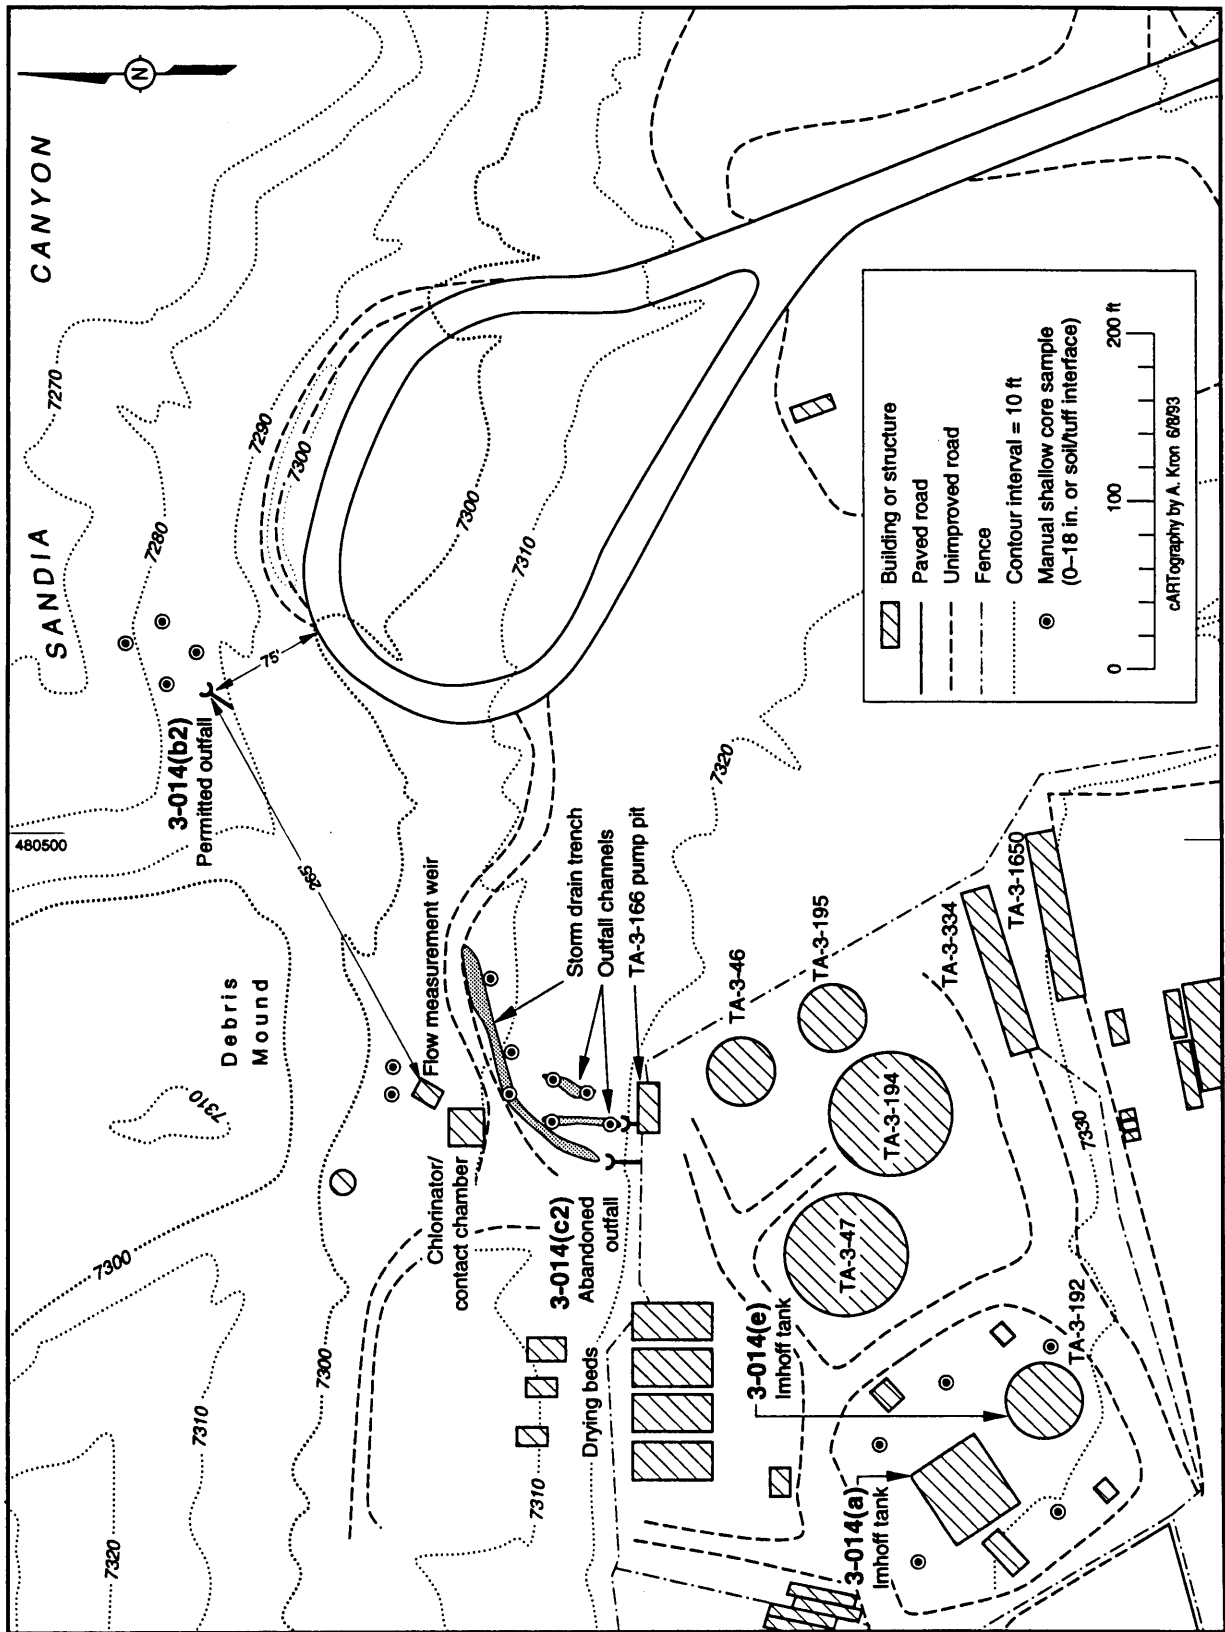 N
SANDIA CANYON
7270
7280
7290
7300
7300
7310
75'
3-014(b2)
Permitted outfall
480500
265'
Debris
Mound
7310
7300
7300
7310
7320
Flow measurement weir
Chlorinator/
contact chamber
Storm drain trench
Outfall channels
TA-3-166 pump pit
3-014(c2)
Abandoned
outfall
7310
Drying beds
7320
TA-3-46
TA-3-195
TA-3-194
TA-3-47
TA-3-334
TA-3-1650
7330
3-014(e)
Imhoff tank
TA-3-192
3-014(a)
Imhoff tank
Building or structure
Paved road
Unimproved road
Fence
Contour interval = 10 ft
Manual shallow core sample
(0–18 in. or soil/tuff interface)
0 100 200 ft
cARTography by A. Kron 6/8/93